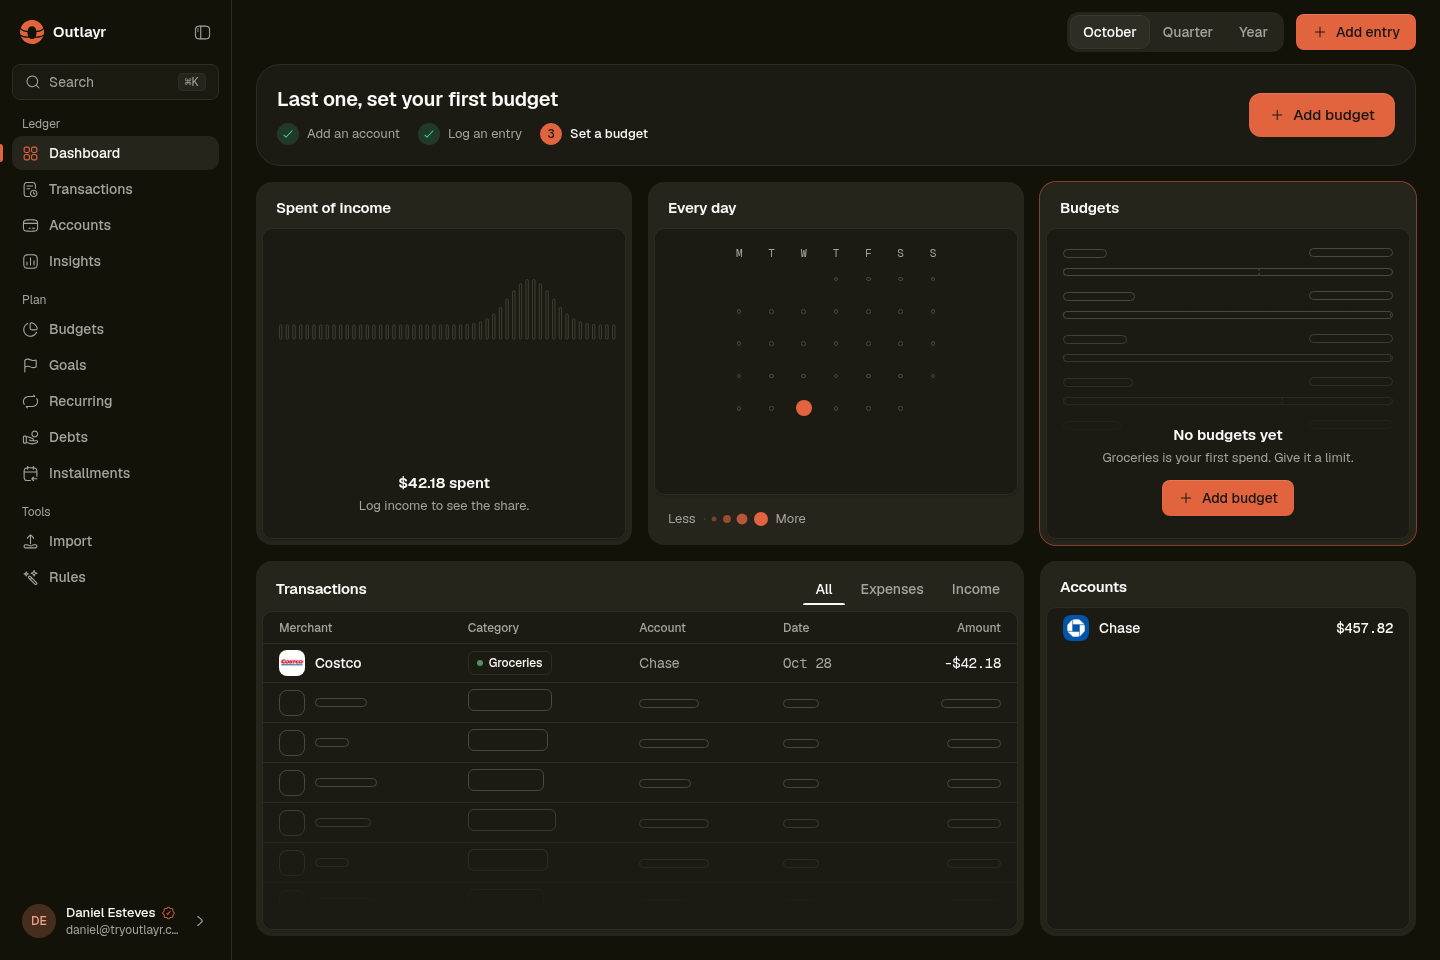 Outlayr
October Quarter Year
Add entry
Search ⌘K
Ledger
Dashboard
Transactions
Accounts
Insights
Plan
Budgets
Goals
Recurring
Debts
Installments
Tools
Import
Rules
DE
Daniel Esteves
daniel@tryoutlayr.c...
Last one, set your first budget
Add an account Log an entry 3 Set a budget
Add budget
Spent of income
$42.18 spent
Log income to see the share.
Every day
M T W T F S S
Less More
Budgets
No budgets yet
Groceries is your first spend. Give it a limit.
Add budget
Transactions
All Expenses Income
Merchant Category Account Date Amount
COSTCO Costco Groceries Chase Oct 28 -$42.18
Accounts
Chase $457.82